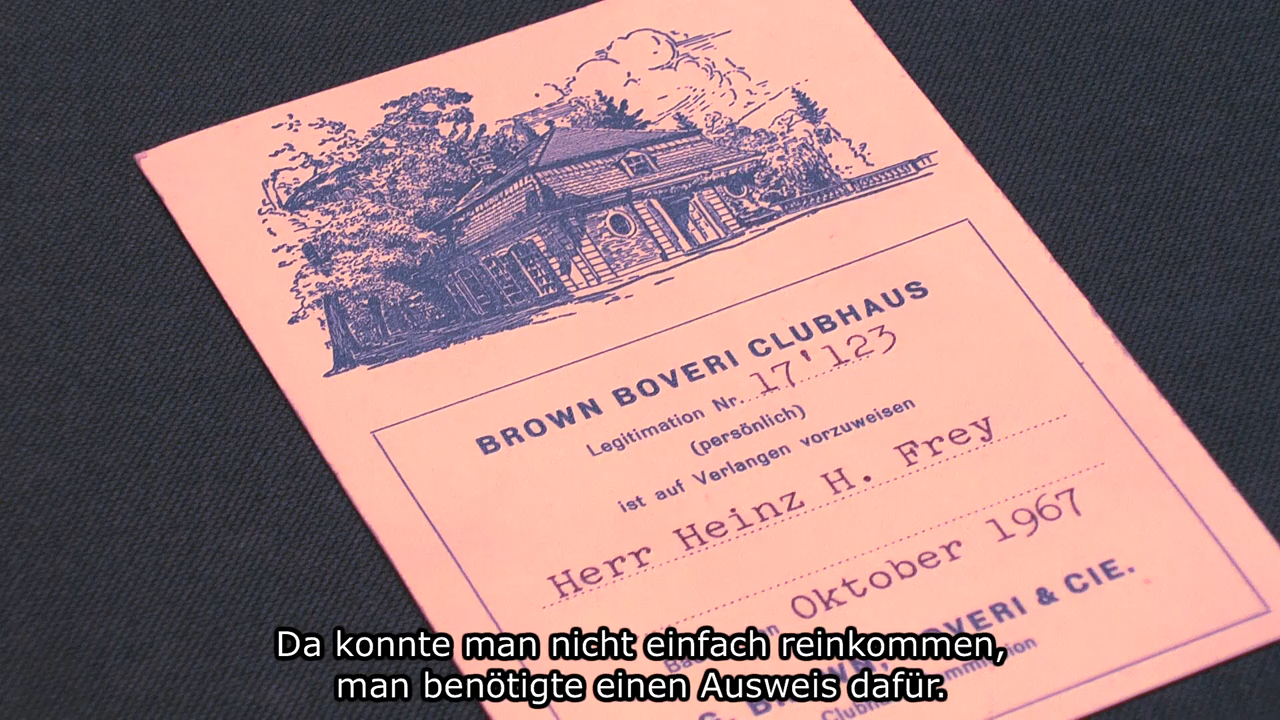 BROWN BOVERI CLUBHAUS
Legitimation Nr. 17'123
(persönlich)
ist auf Verlangen vorzuweisen
Herr Heinz H. Frey
Oktober 1967
BOVERI & CIE.
Da konnte man nicht einfach reinkommen,
man benötigte einen Ausweis dafür.